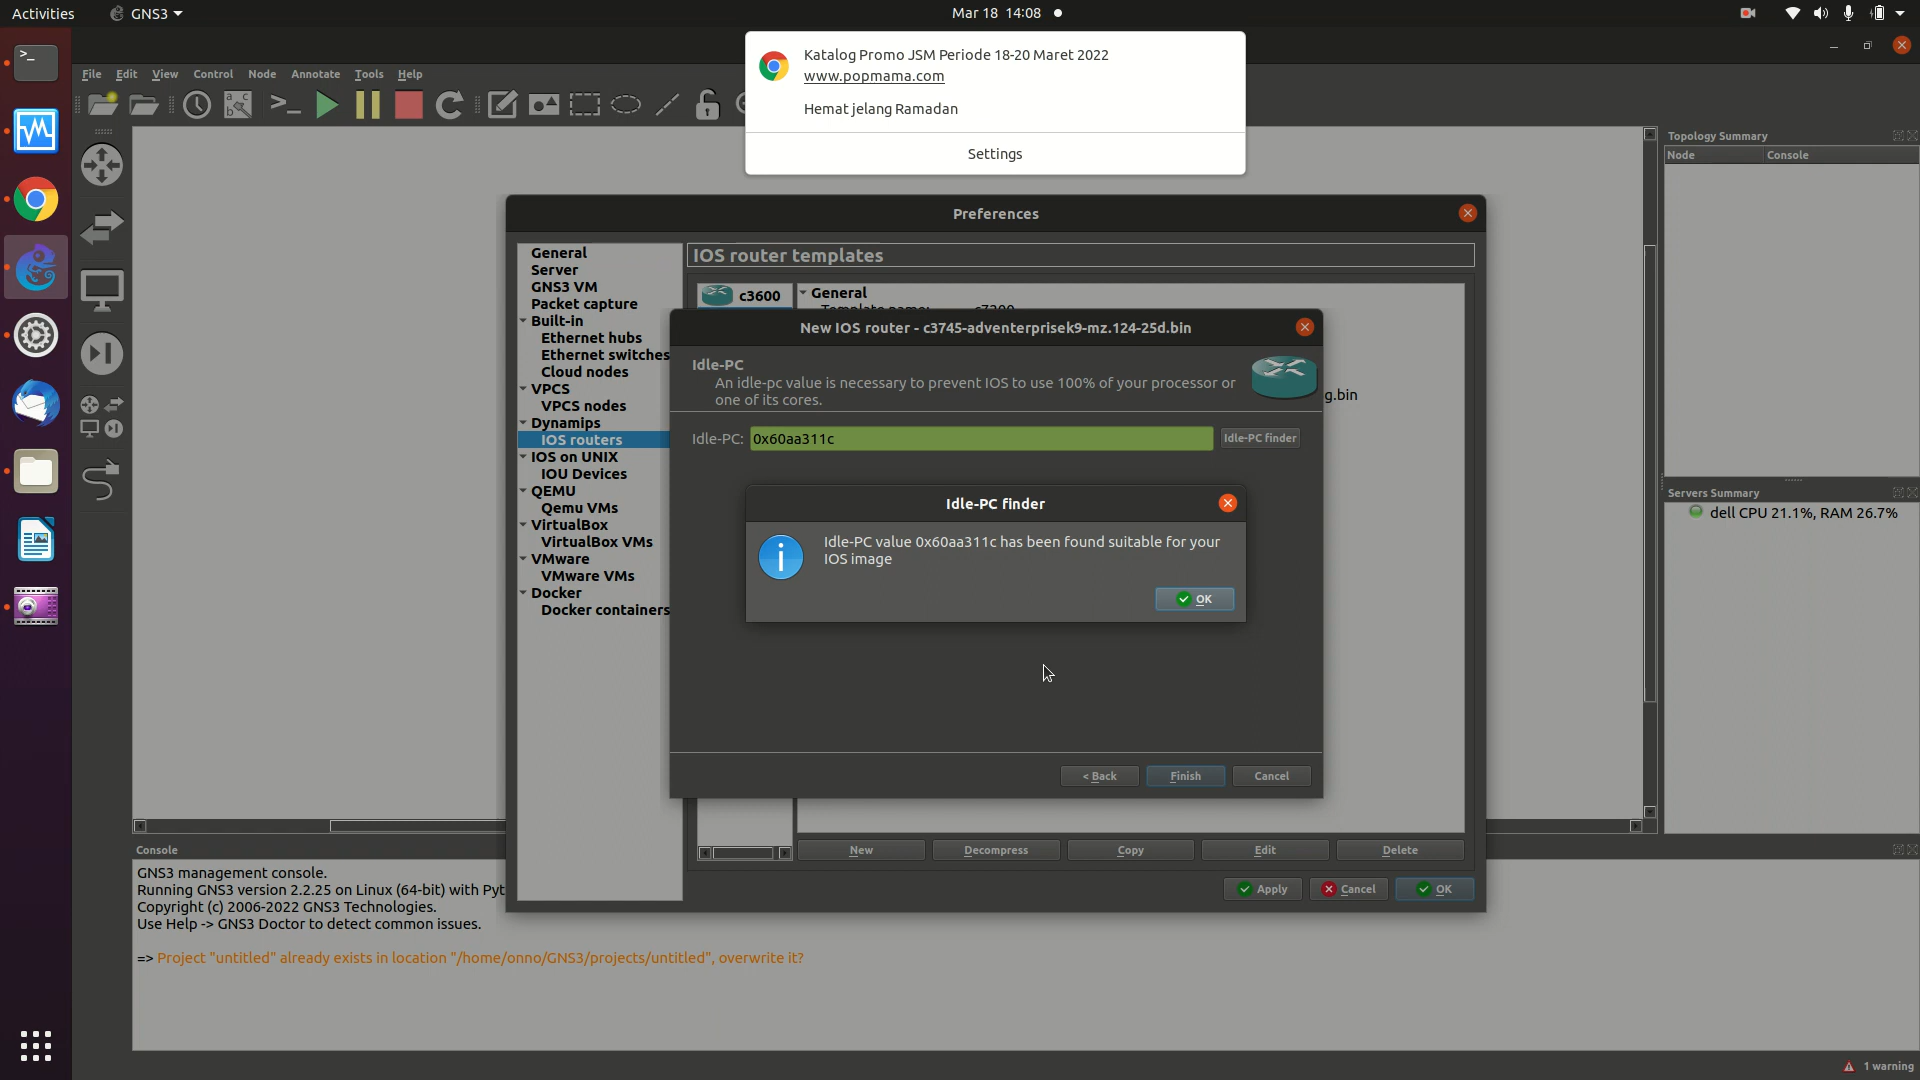 Activities
GNS3
Mar 18 14:08
Katalog Promo JSM Periode 18-20 Maret 2022
www.popmama.com
Hemat jelang Ramadan
Settings
File Edit View Control Node Annotate Tools Help
Topology Summary
Node Console
Preferences
General
Server
GNS3 VM
Packet capture
Built-in
Ethernet hubs
Ethernet switches
Cloud nodes
VPCS
VPCS nodes
Dynamips
IOS routers
IOS on UNIX
IOU Devices
QEMU
Qemu VMs
VirtualBox
VirtualBox VMs
VMware
VMware VMs
Docker
Docker containers
IOS router templates
c3600
General
g.bin
New IOS router - c3745-adventerprisek9-mz.124-25d.bin
Idle-PC
An idle-pc value is necessary to prevent IOS to use 100% of your processor or
one of its cores.
Idle-PC: 0x60aa311c Idle-PC finder
Idle-PC finder
Idle-PC value 0x60aa311c has been found suitable for your
IOS image
OK
< Back Finish Cancel
New Decompress Copy Edit Delete
Apply Cancel OK
Servers Summary
dell CPU 21.1%, RAM 26.7%
Console
GNS3 management console.
Running GNS3 version 2.2.25 on Linux (64-bit) with Pyt
Copyright (c) 2006-2022 GNS3 Technologies.
Use Help -> GNS3 Doctor to detect common issues.
=> Project "untitled" already exists in location "/home/onno/GNS3/projects/untitled", overwrite it?
1 warning